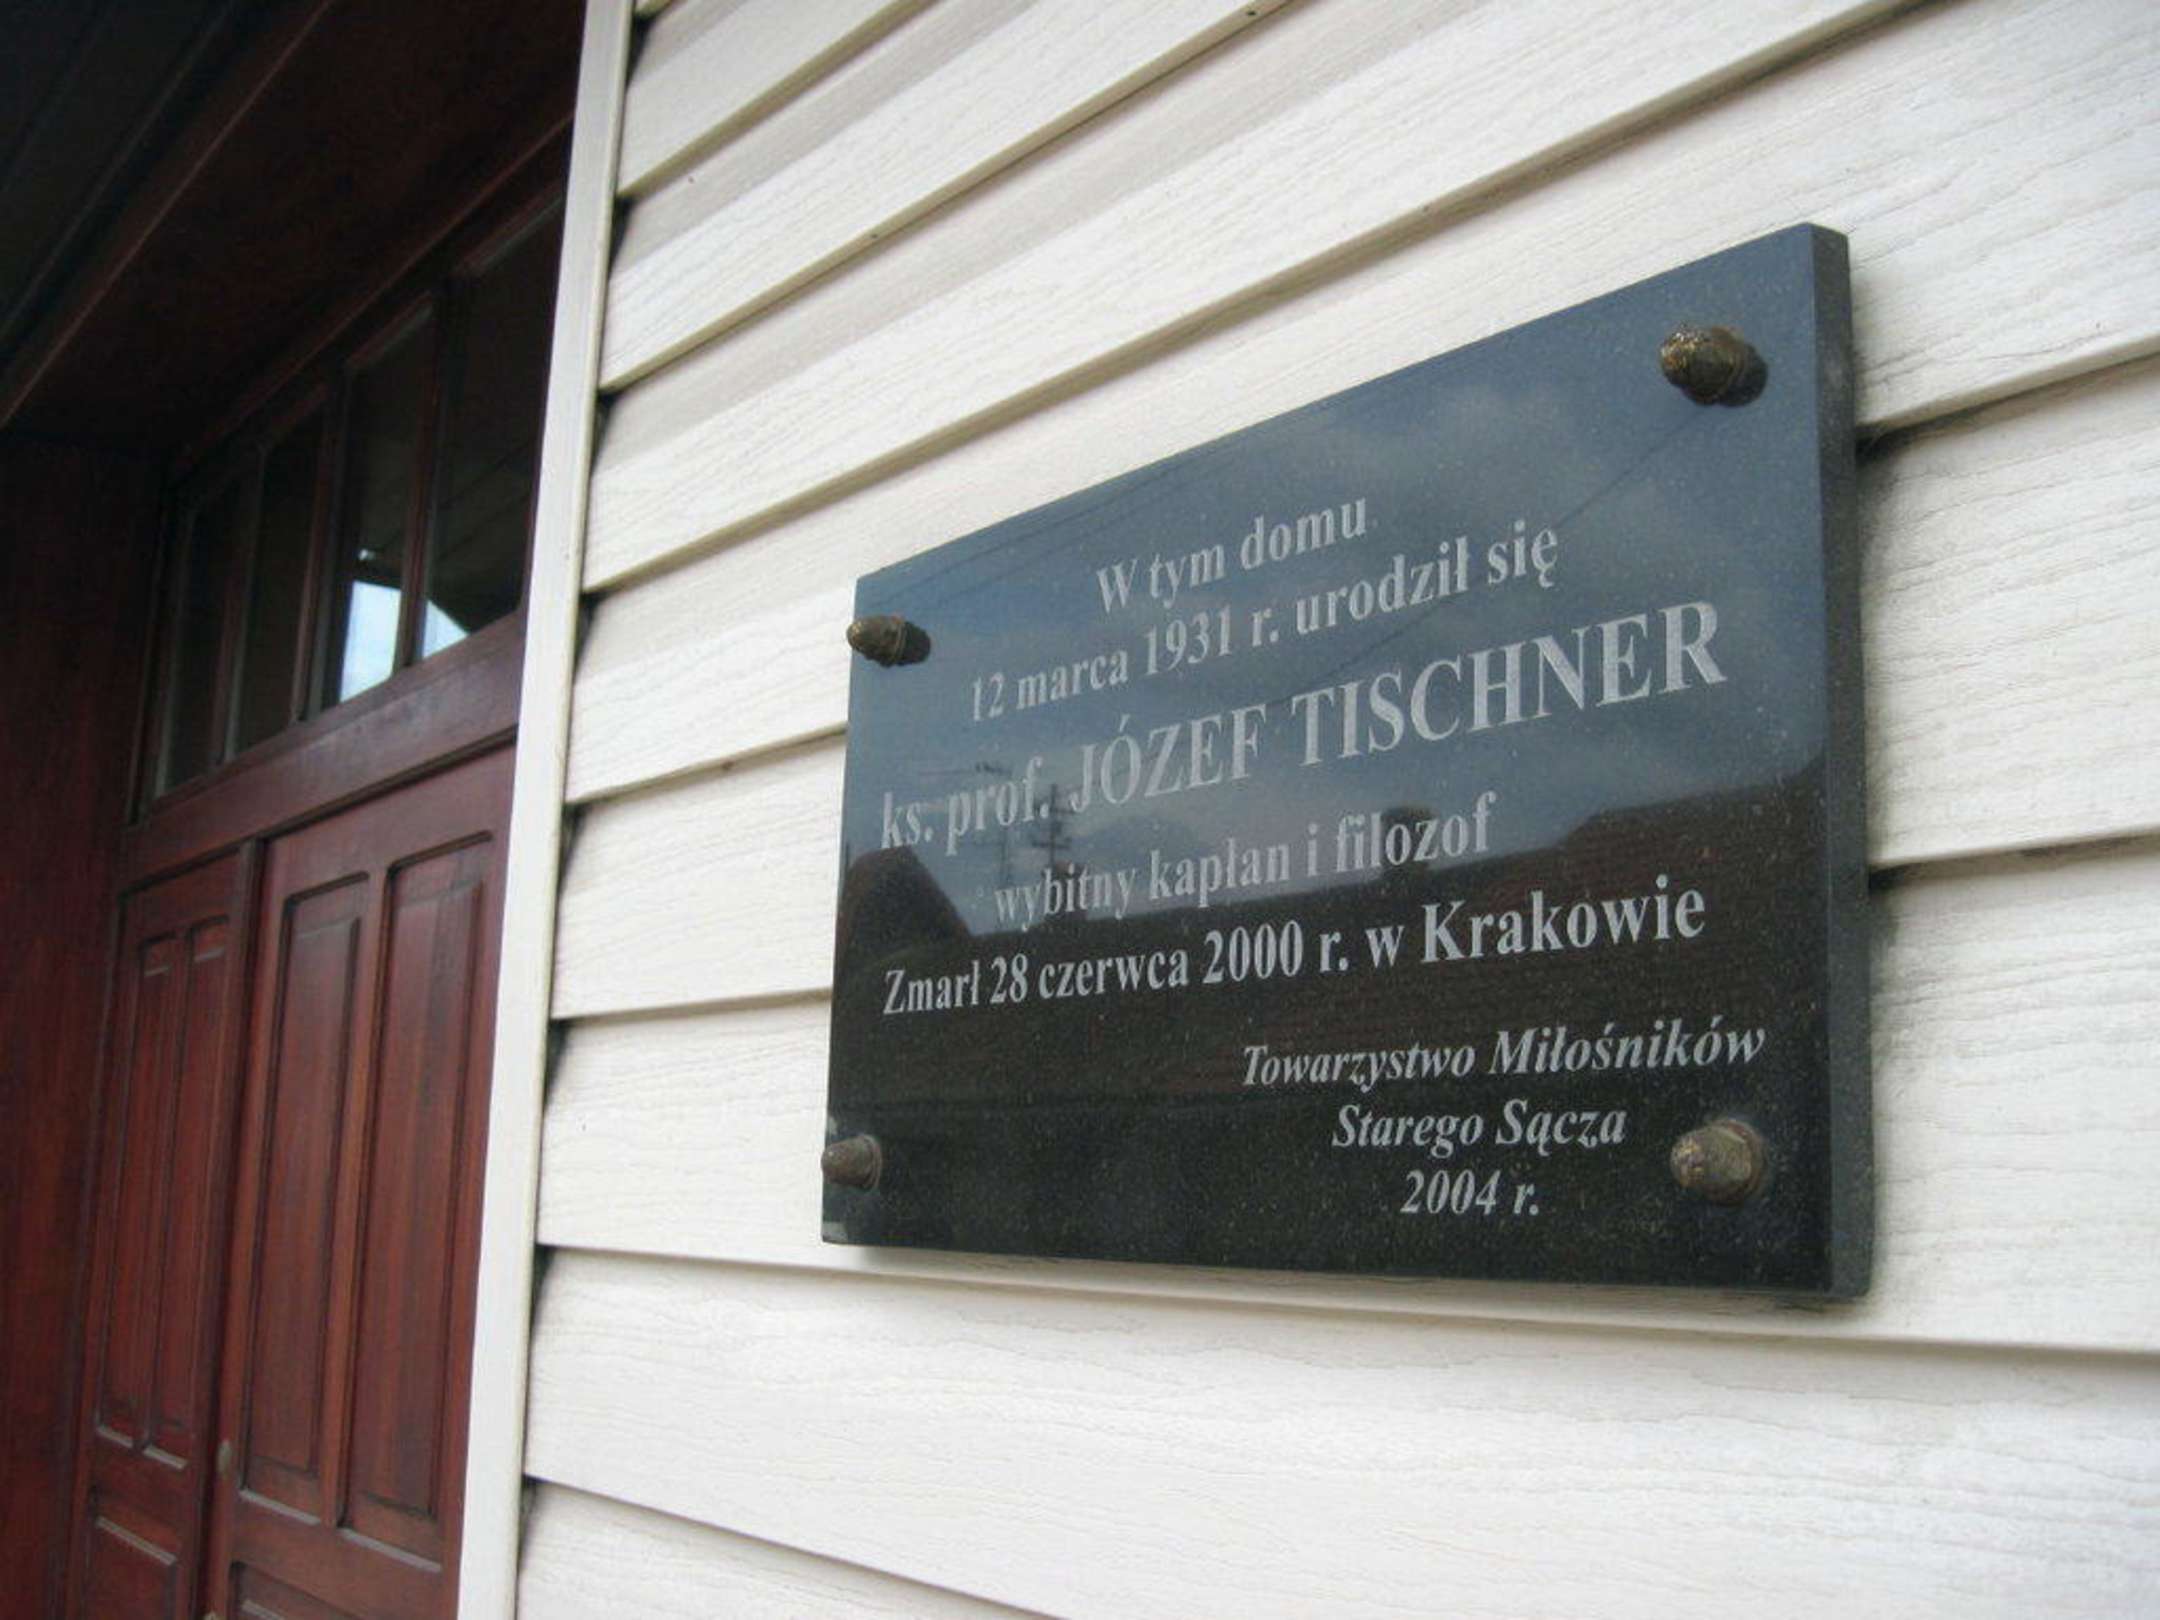 W tym domu
12 marca 1931 r. urodził się
ks. prof. JÓZEF TISCHNER
wybitny kapłan i filozof
Zmarł 28 czerwca 2000 r. w Krakowie
Towarzystwo Miłośników
Starego Sącza
2004 r.